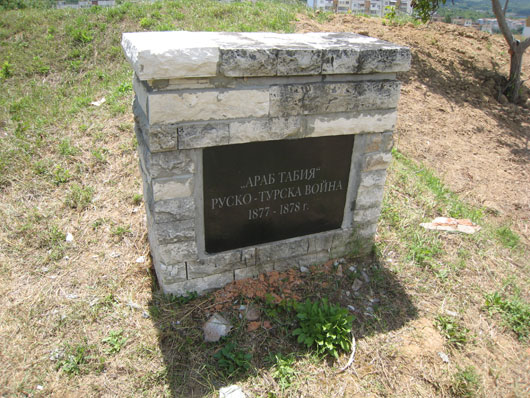 „АРАБ ТАБИЯ"
РУСКО - ТУРСКА ВОЙНА
1877 - 1878 г.